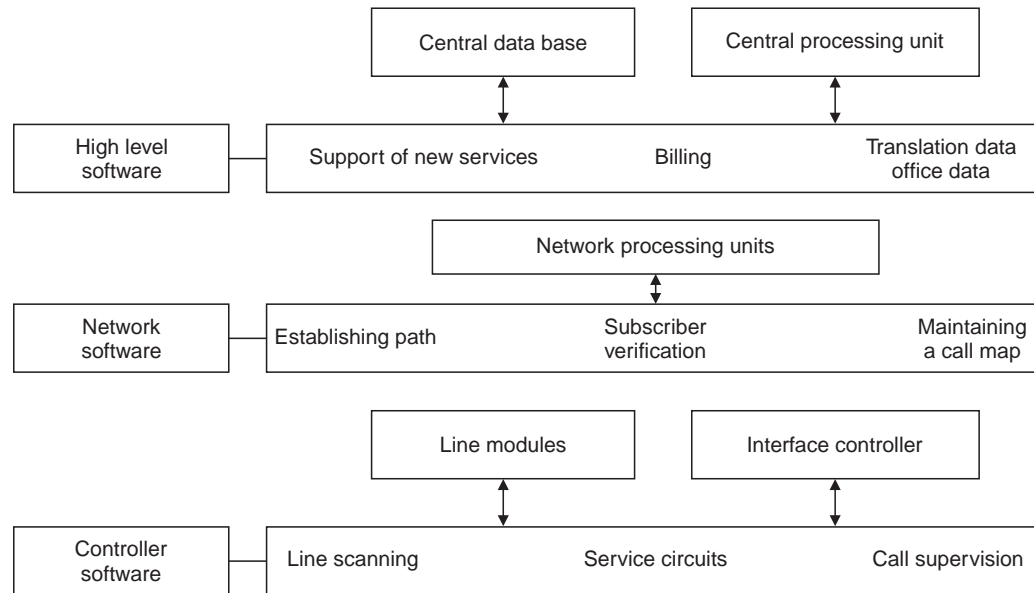 Central data base
Central processing unit
High level
software
Support of new services
Billing
Translation data
office data
Network processing units
Network
software
Establishing path
Subscriber
verification
Maintaining
a call map
Line modules
Interface controller
Controller
software
Line scanning
Service circuits
Call supervision